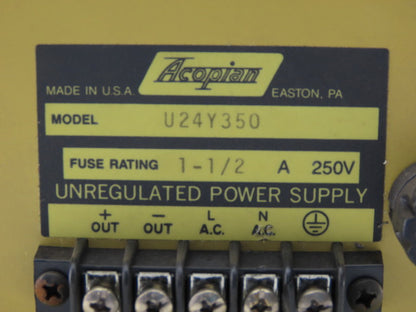 Acopian
MADE IN U.S.A. EASTON, PA
MODEL U24Y350
FUSE RATING 1-1/2 A 250V
UNREGULATED POWER SUPPLY
+ − L N
OUT OUT A.C. A.C.